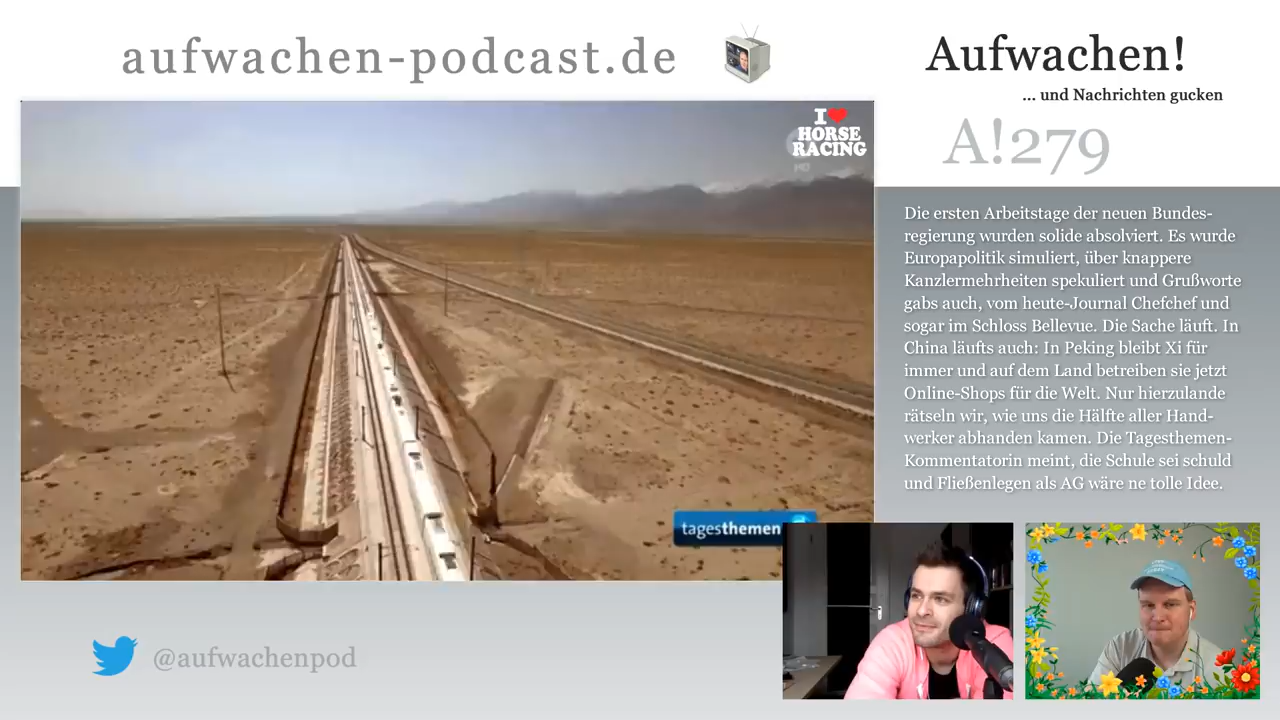 aufwachen-podcast.de
Aufwachen!
... und Nachrichten gucken
A!279
I
HORSE
RACING
HD
Die ersten Arbeitstage der neuen Bundes-
regierung wurden solide absolviert. Es wurde
Europapolitik simuliert, über knappere
Kanzlermehrheiten spekuliert und Grußworte
gabs auch, vom heute-Journal Chefchef und
sogar im Schloss Bellevue. Die Sache läuft. In
China läufts auch: In Peking bleibt Xi für
immer und auf dem Land betreiben sie jetzt
Online-Shops für die Welt. Nur hierzulande
rätseln wir, wie uns die Hälfte aller Hand-
werker abhanden kamen. Die Tagesthemen-
Kommentatorin meint, die Schule sei schuld
und Fließenlegen als AG wäre ne tolle Idee.
tagesthemen
@aufwachenpod